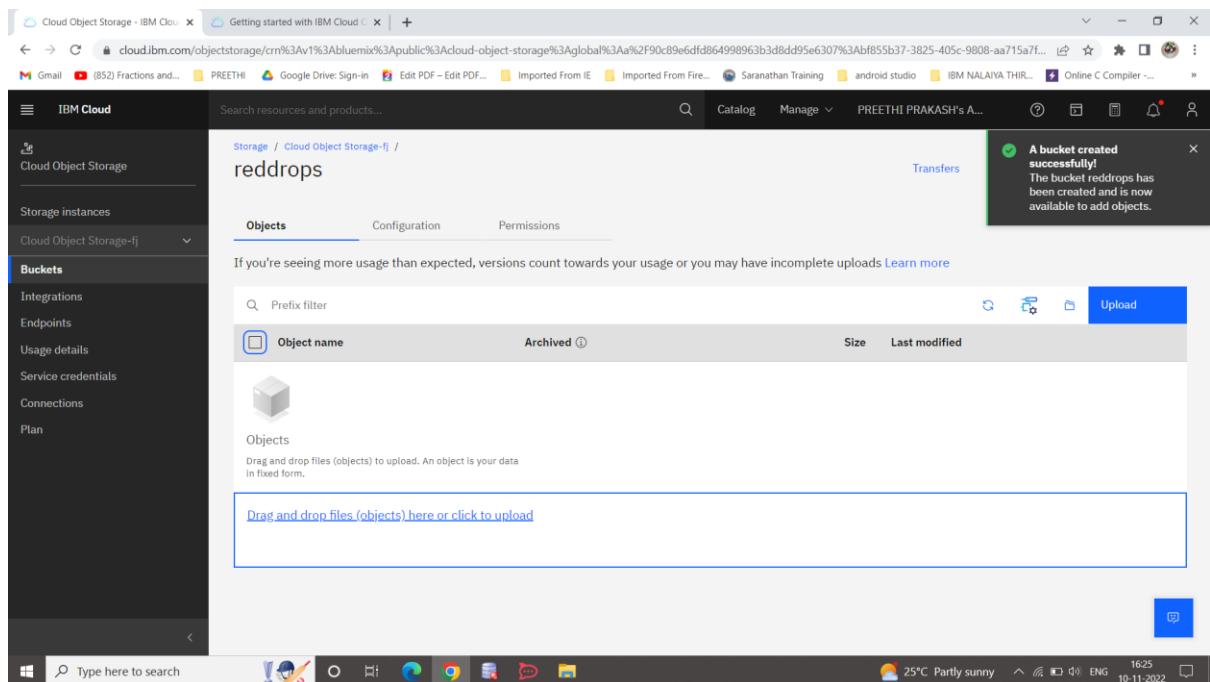 Cloud Object Storage - IBM Clou
Getting started with IBM Cloud C
cloud.ibm.com/objectstorage/crn%3Av1%3Abluemix%3Apublic%3Acloud-object-storage%3Aglobal%3Aa%2F90c89e6dfd864998963b3d8dd95e6307%3Abf855b37-3825-405c-9808-aa715a7f...
Gmail
(852) Fractions and...
PREETHI
Google Drive: Sign-in
Edit PDF – Edit PDF...
Imported From IE
Imported From Fire...
Saranathan Training
android studio
IBM NALAIYA THIR...
Online C Compiler -...
»
IBM Cloud
Search resources and products...
Catalog
Manage
PREETHI PRAKASH's A...
Cloud Object Storage
Storage instances
Cloud Object Storage-fj
Buckets
Integrations
Endpoints
Usage details
Service credentials
Connections
Plan
Storage / Cloud Object Storage-fj /
reddrops
Transfers
A bucket created
successfully!
The bucket reddrops has
been created and is now
available to add objects.
Objects
Configuration
Permissions
If you're seeing more usage than expected, versions count towards your usage or you may have incomplete uploads Learn more
Prefix filter
Upload
Object name
Archived
Size
Last modified
Objects
Drag and drop files (objects) to upload. An object is your data
in fixed form.
Drag and drop files (objects) here or click to upload
Type here to search
25°C Partly sunny
ENG
16:25
10-11-2022